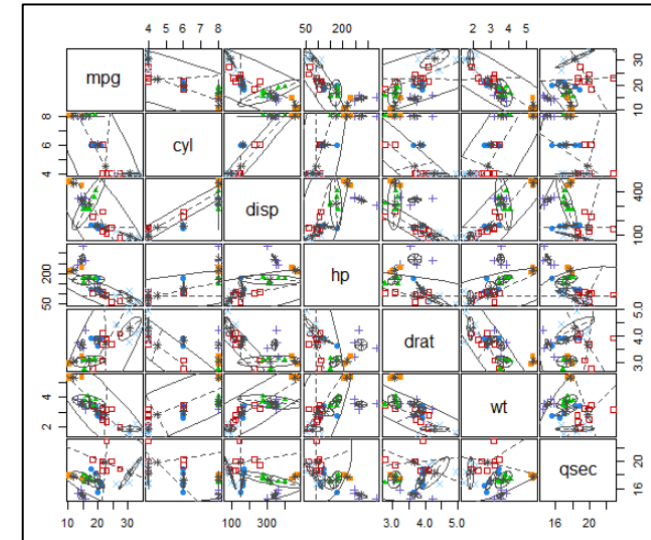 4 5 6 7 8 50 200 2 3 4 5
mpg 10 20 30
4 6 8 cyl
disp 100 400
50 200 hp
drat 3.0 4.0 5.0
2 4 wt
qsec 16 20
10 20 30 100 300 3.0 4.0 5.0 16 20